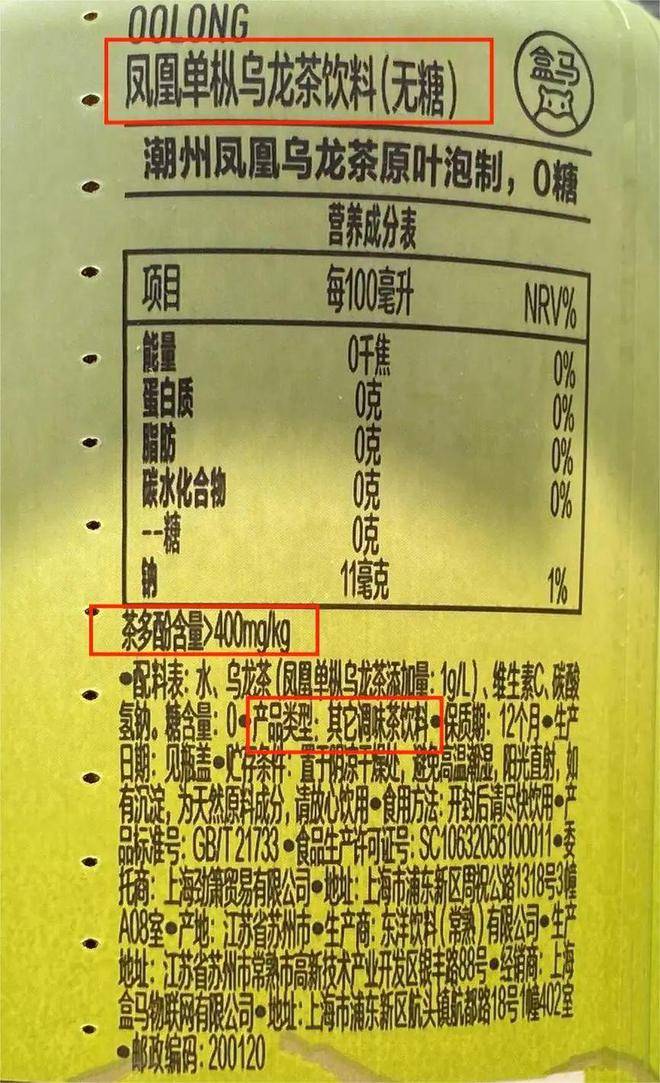 OOLONG
凤凰单枞乌龙茶饮料(无糖)
盒马
潮州凤凰乌龙茶原叶泡制，0糖
营养成分表
项目 每100毫升 NRV%
能量 0千焦 0%
蛋白质 0克 0%
脂肪 0克 0%
碳水化合物 0克 0%
--糖 0克
钠 11毫克 1%
茶多酚含量>400mg/kg
●配料表：水、乌龙茶(凤凰单枞乌龙茶添加量：1g/L)、维生素C、碳酸
氢钠。糖含量：0●产品类型：其它调味茶饮料●保质期：12个月●生产
日期：见瓶盖●贮存条件：置于阴凉干燥处，避免高温潮湿，阳光直射，如
有沉淀，为天然原料成分，请放心饮用●食用方法：开封后请尽快饮用●产
品标准号：GB/T 21733●食品生产许可证号：SC10632058100011●委
托商：上海劲箫贸易有限公司●地址：上海市浦东新区周祝公路1318号3幢
A08室●产地：江苏省苏州市●生产商：东洋饮料(常熟)有限公司●生产
地址：江苏省苏州市常熟市高新技术产业开发区银丰路88号●经销商：上海
盒马物联网有限公司●地址：上海市浦东新区航头镇航都路18号1幢402室
●邮政编码：200120